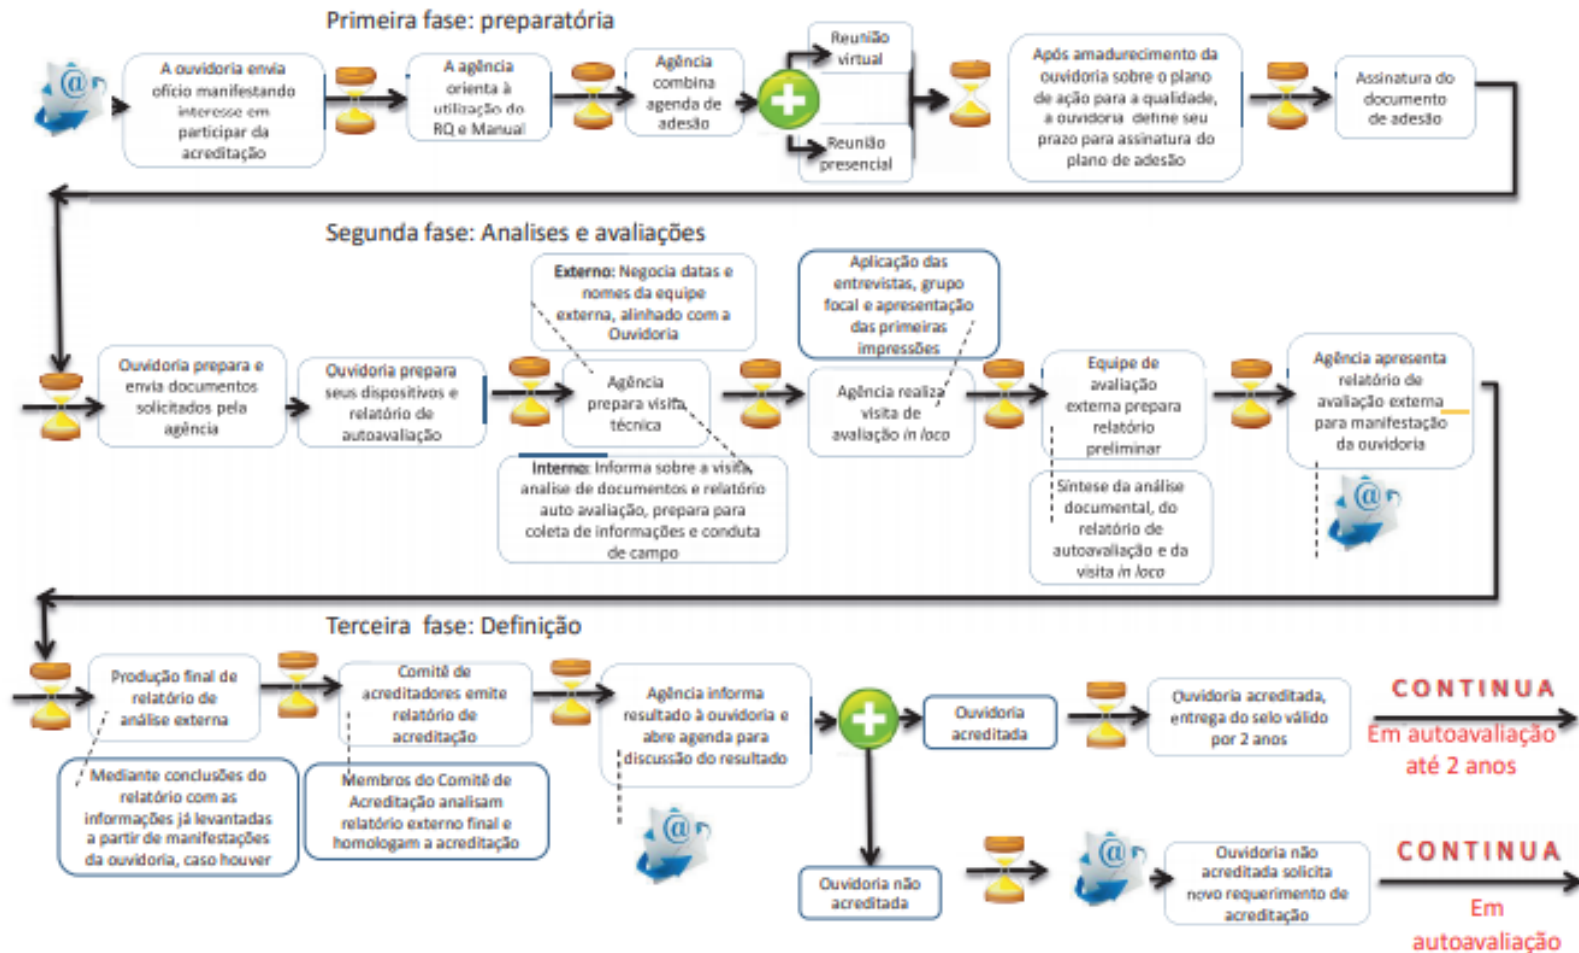 Primeira fase: preparatória
A ouvidoria envia
ofício manifestando
interesse em
participar da
acreditação
A agência
orienta à
utilização do
RQ e Manual
Agência
combina
agenda de
adesão
Reunião
virtual
Reunião
presencial
Após amadurecimento da
ouvidoria sobre o plano
de ação para a qualidade,
a ouvidoria define seu
prazo para assinatura do
plano de adesão
Assinatura do
documento
de adesão
Segunda fase: Analises e avaliações
Ouvidoria prepara e
envia documentos
solicitados pela
agência
Ouvidoria prepara
seus dispositivos e
relatório de
autoavaliação
Externo: Negocia datas e
nomes da equipe
externa, alinhado com a
Ouvidoria
Agência
prepara visita
técnica
Interno: Informa sobre a visita,
analise de documentos e relatório
auto avaliação, prepara para
coleta de informações e conduta
de campo
Aplicação das
entrevistas, grupo
focal e apresentação
das primeiras
impressões
Agência realiza
visita de
avaliação in loco
Equipe de
avaliação
externa prepara
relatório
preliminar
Síntese da análise
documental, do
relatório de
autoavaliação e da
visita in loco
Agência apresenta
relatório de
avaliação externa
para manifestação
da ouvidoria
Terceira fase: Definição
Produção final de
relatório de
análise externa
Mediante conclusões do
relatório com as
informações já levantadas
a partir de manifestações
da ouvidoria, caso houver
Comitê de
acreditadores emite
relatório de
acreditação
Membros do Comitê de
Acreditação analisam
relatório externo final e
homologam a acreditação
Agência informa
resultado à ouvidoria e
abre agenda para
discussão do resultado
Ouvidoria
acreditada
Ouvidoria acreditada,
entrega do selo válido
por 2 anos
CONTINUA
Em autoavaliação
até 2 anos
Ouvidoria não
acreditada
Ouvidoria não
acreditada solicita
novo requerimento de
acreditação
CONTINUA
Em
autoavaliação